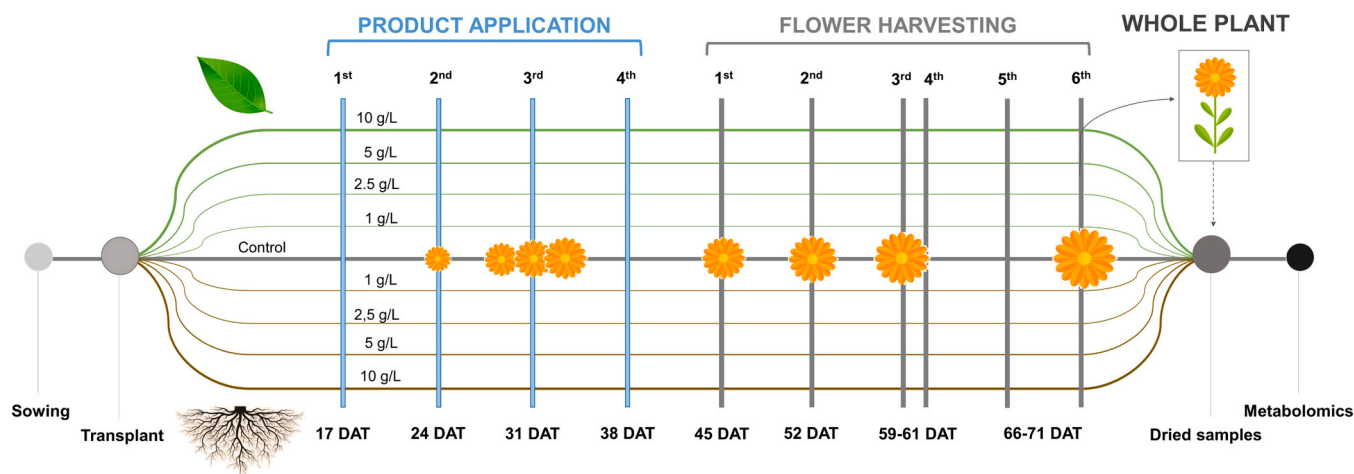 PRODUCT APPLICATION
FLOWER HARVESTING
WHOLE PLANT
1st 2nd 3rd 4th 1st 2nd 3rd 4th 5th 6th
10 g/L
5 g/L
2.5 g/L
1 g/L
Control
1 g/L
2,5 g/L
5 g/L
10 g/L
Sowing
Transplant
17 DAT 24 DAT 31 DAT 38 DAT 45 DAT 52 DAT 59-61 DAT 66-71 DAT
Dried samples
Metabolomics